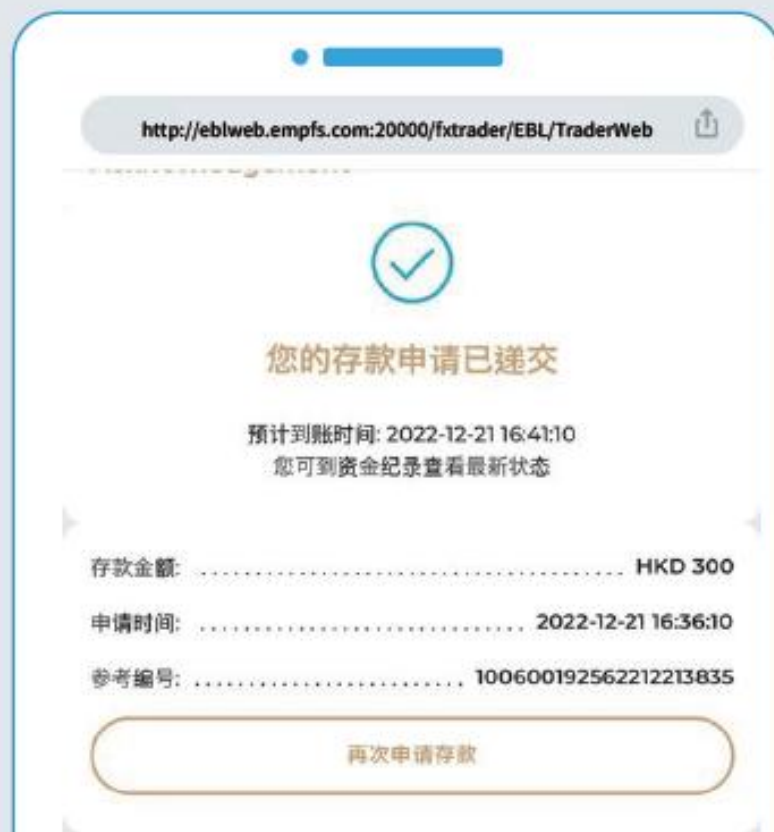 http://eblweb.empfs.com:20000/fxtrader/EBL/TraderWeb
您的存款申请已递交
预计到账时间: 2022-12-21 16:41:10
您可到资金纪录查看最新状态
存款金额: ........................................ HKD 300
申请时间: .............................. 2022-12-21 16:36:10
参考编号: ......................... 100600192562212213835
再次申请存款